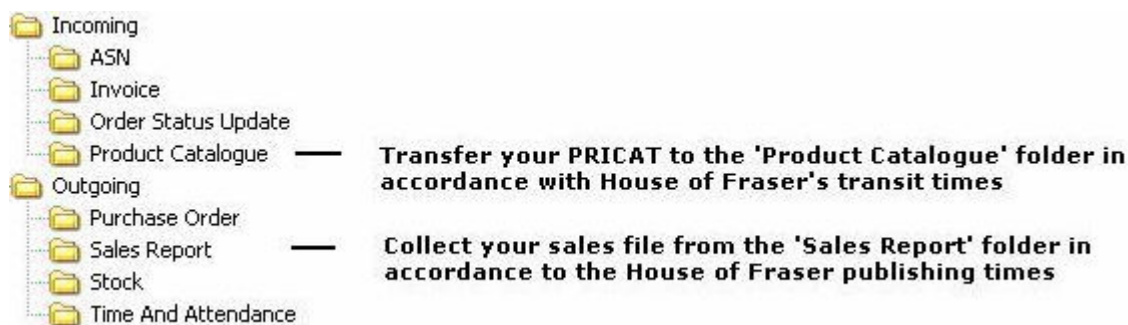 Incoming
ASN
Invoice
Order Status Update
Product Catalogue
Transfer your PRICAT to the 'Product Catalogue' folder in
accordance with House of Fraser's transit times
Outgoing
Purchase Order
Sales Report
Collect your sales file from the 'Sales Report' folder in
accordance to the House of Fraser publishing times
Stock
Time And Attendance